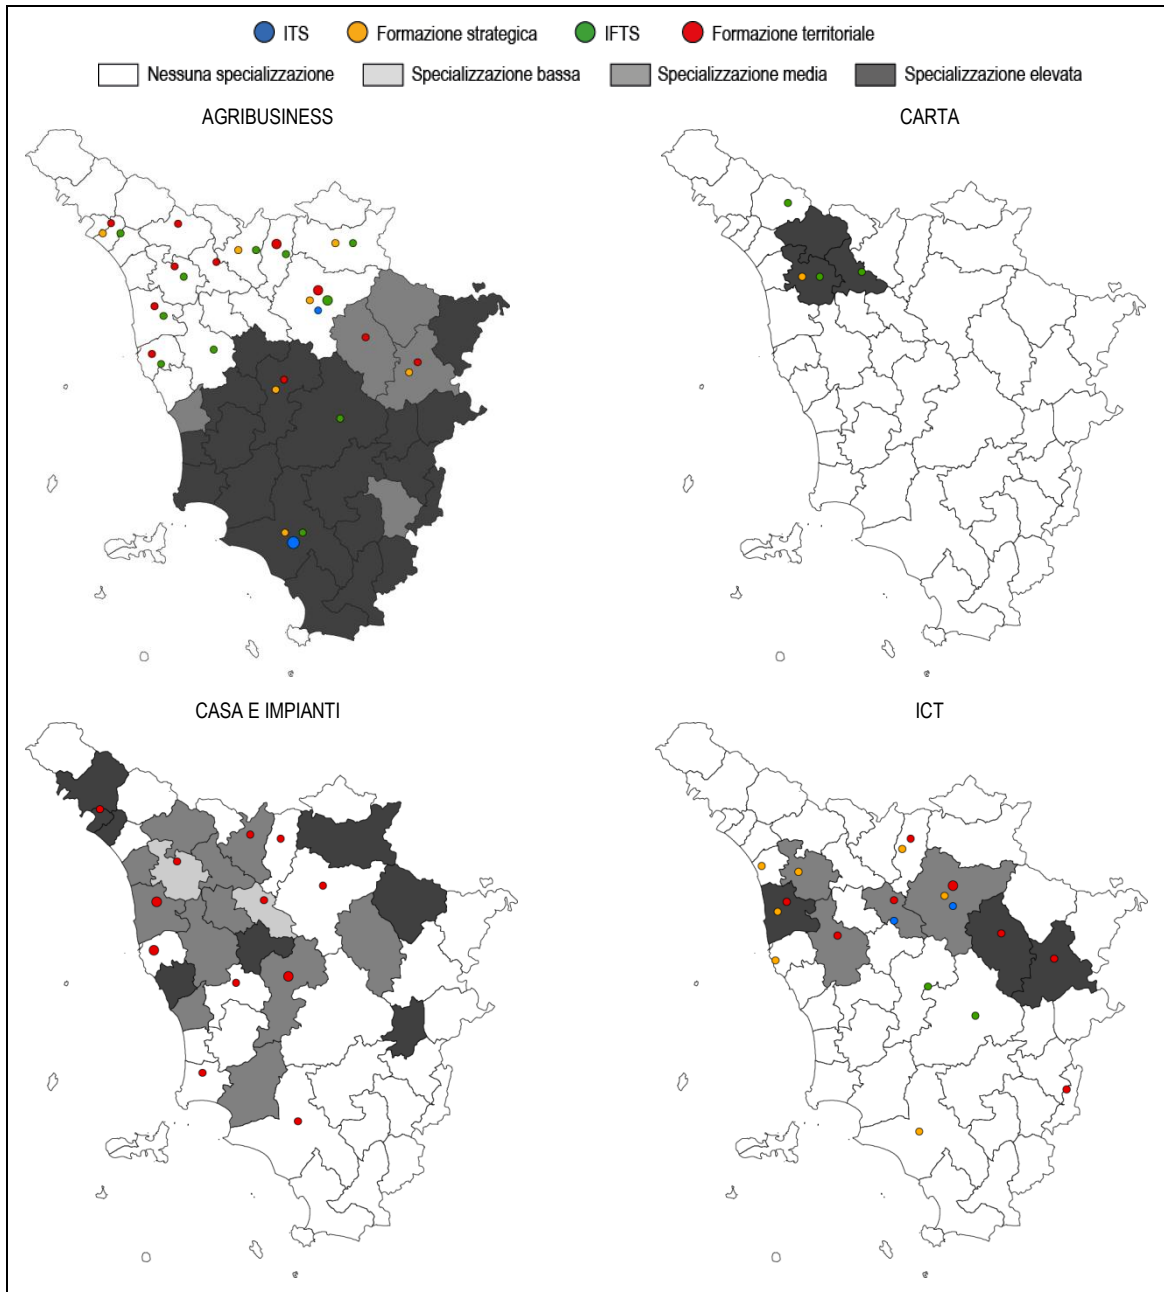 ITS Formazione strategica IFTS Formazione territoriale
Nessuna specializzazione Specializzazione bassa Specializzazione media Specializzazione elevata
AGRIBUSINESS CARTA
CASA E IMPIANTI ICT